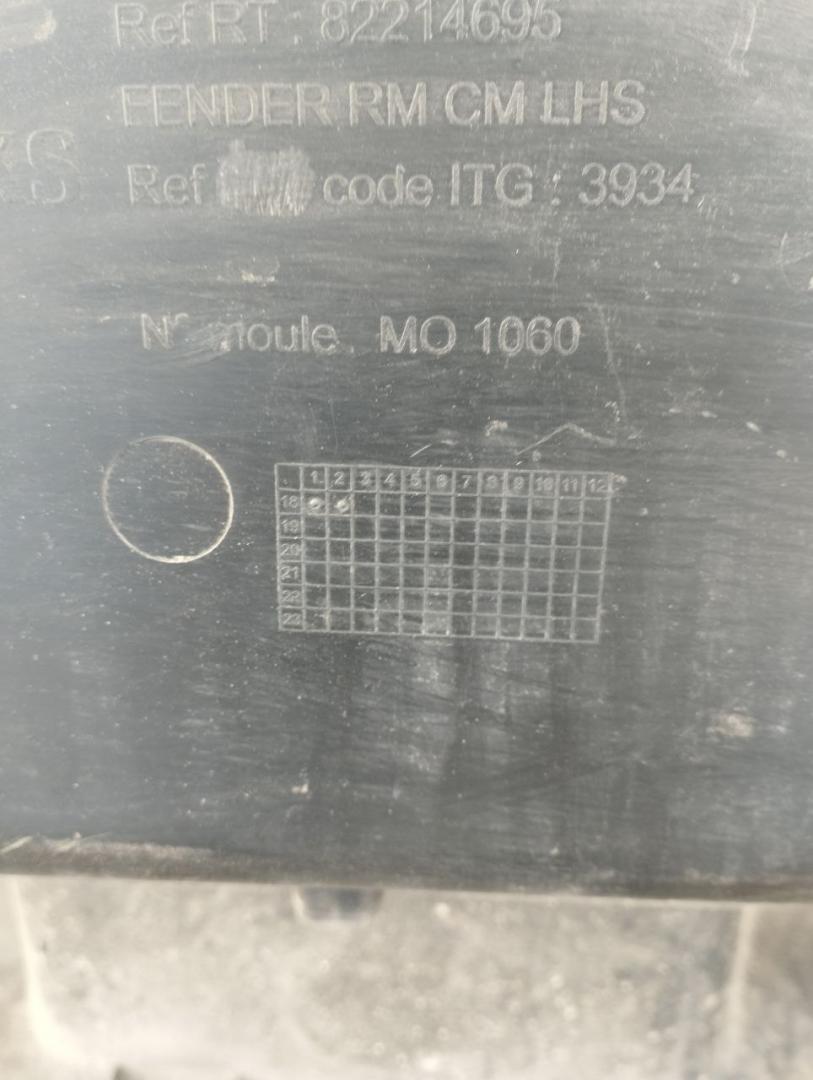 Ref RT : 82214695
FENDER RM CM LHS
Ref code ITG : 3934
N° moule MO 1060
1 2 3 4 5 6 7 8 9 10 11 12
18
19
20
21
22
23